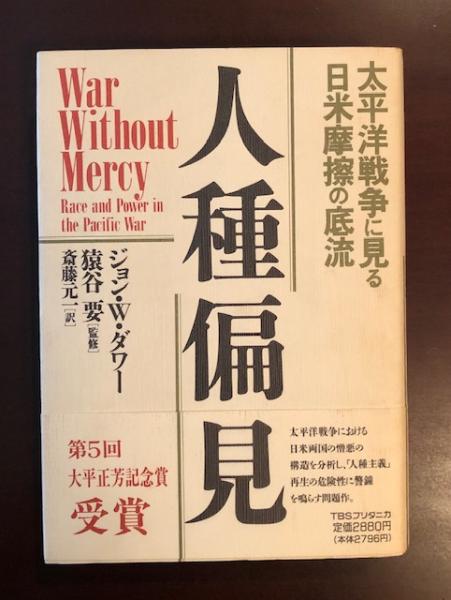 太平洋戦争に見る
日米摩擦の底流
人種偏見
War
Without
Mercy
Race and Power in
the Pacific War
ジョン・W・ダワー
猿谷 要[監修]
斎藤元一[訳]
第5回
大平正芳記念賞
受賞
太平洋戦争における
日米両国の憎悪の
構造を分析し、「人種主義」
再生の危険性に警鐘
を鳴らす問題作。
TBSブリタニカ
定価2880円
(本体2796円)